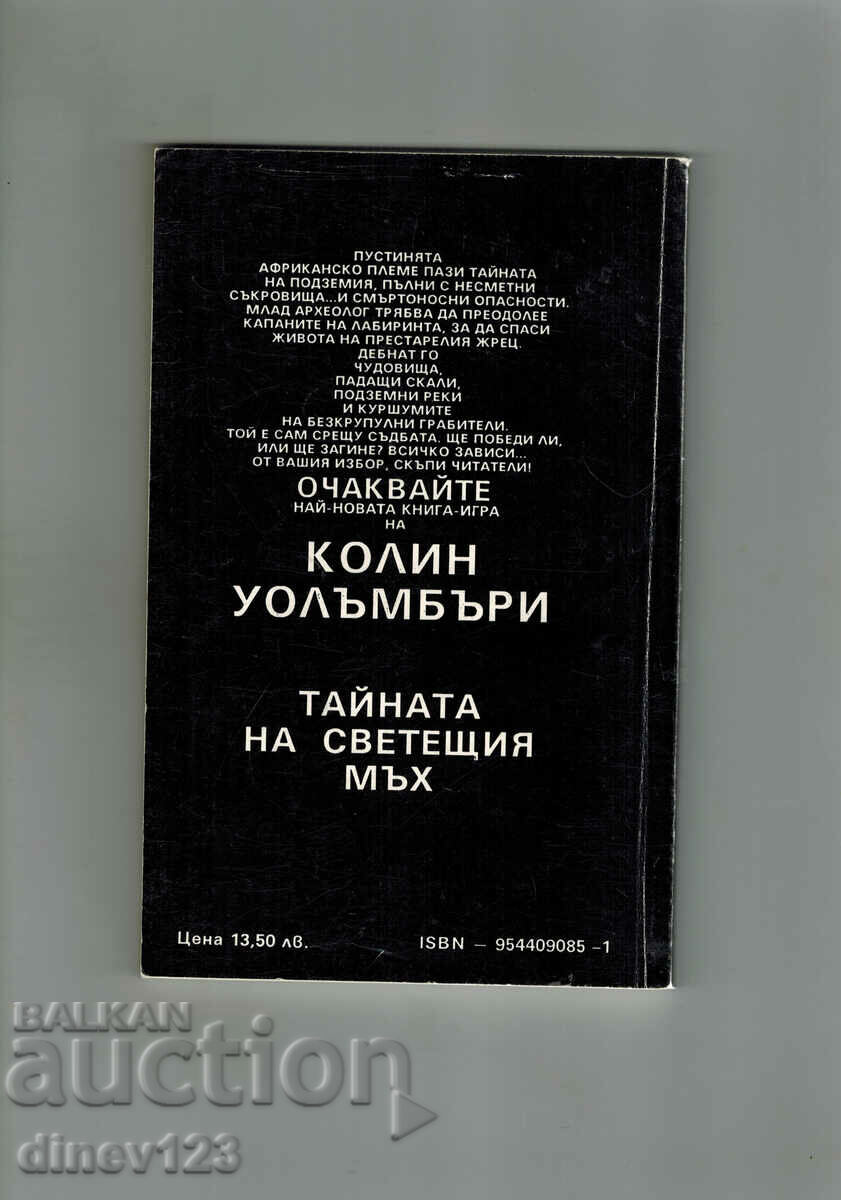 ПУСТИНЯТА
АФРИКАНСКО ПЛЕМЕ ПАЗИ ТАЙНАТА
НА ПОДЗЕМИЯ, ПЪЛНИ С НЕСМЕТНИ
СЪКРОВИЩА...И СМЪРТОНОСНИ ОПАСНОСТИ.
МЛАД АРХЕОЛОГ ТРЯБВА ДА ПРЕОДОЛЕЕ
КАПАНИТЕ НА ЛАБИРИНТА, ЗА ДА СПАСИ
ЖИВОТА НА ПРЕСТАРЕЛИЯ ЖРЕЦ.
ДЕБНАТ ГО
ЧУДОВИЩА,
ПАДАЩИ СКАЛИ,
ПОДЗЕМНИ РЕКИ
И КУРШУМИТЕ
НА БЕЗКРУПУЛНИ ГРАБИТЕЛИ.
ТОЙ Е САМ СРЕЩУ СЪДБАТА. ЩЕ ПОБЕДИ ЛИ,
ИЛИ ЩЕ ЗАГИНЕ? ВСИЧКО ЗАВИСИ...
ОТ ВАШИЯ ИЗБОР, СКЪПИ ЧИТАТЕЛИ!
ОЧАКВАЙТЕ
НАЙ-НОВАТА КНИГА-ИГРА
НА
КОЛИН
УОЛЪМБЪРИ
ТАЙНАТА
НА СВЕТЕЩИЯ
МЪХ
Цена 13,50 лв. ISBN – 954409085 –1
BALKAN
auction
dinev123